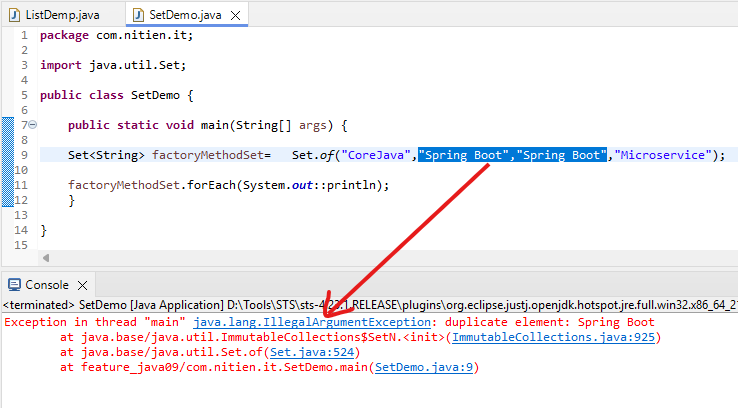 ListDemp.java
SetDemo.java
1 package com.nitien.it;
2
3 import java.util.Set;
4
5 public class SetDemo {
6
7 public static void main(String[] args) {
8
9 Set<String> factoryMethodSet= Set.of("CoreJava","Spring Boot","Spring Boot","Microservice");
10
11 factoryMethodSet.forEach(System.out::println);
12 }
13
14 }
15
Console
<terminated> SetDemo [Java Application] D:\Tools\STS\sts-4.23.1.RELEASE\plugins\org.eclipse.justj.openjdk.hotspot.jre.full.win32.x86_64_2
Exception in thread "main" java.lang.IllegalArgumentException: duplicate element: Spring Boot
at java.base/java.util.ImmutableCollections$SetN.<init>(ImmutableCollections.java:925)
at java.base/java.util.Set.of(Set.java:524)
at feature_java09/com.nitien.it.SetDemo.main(SetDemo.java:9)